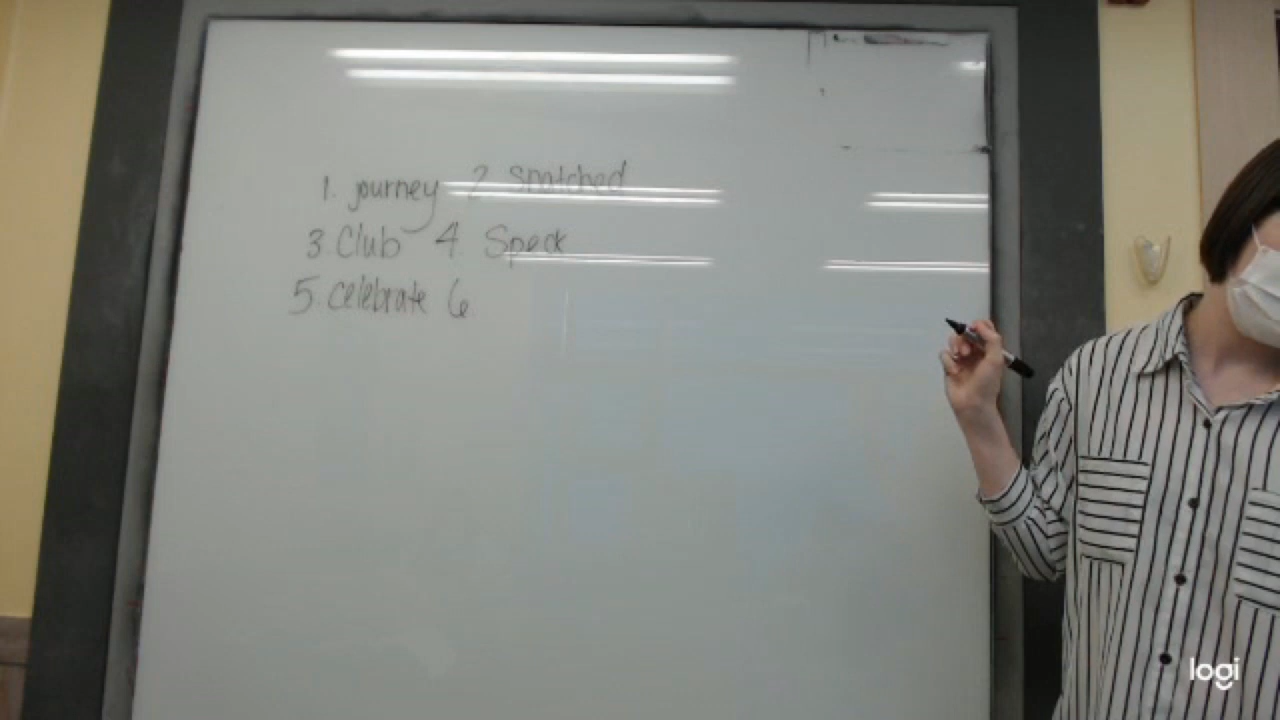 1. journey 2 Snatched
3. Club 4. Speck
5. celebrate 6
logi